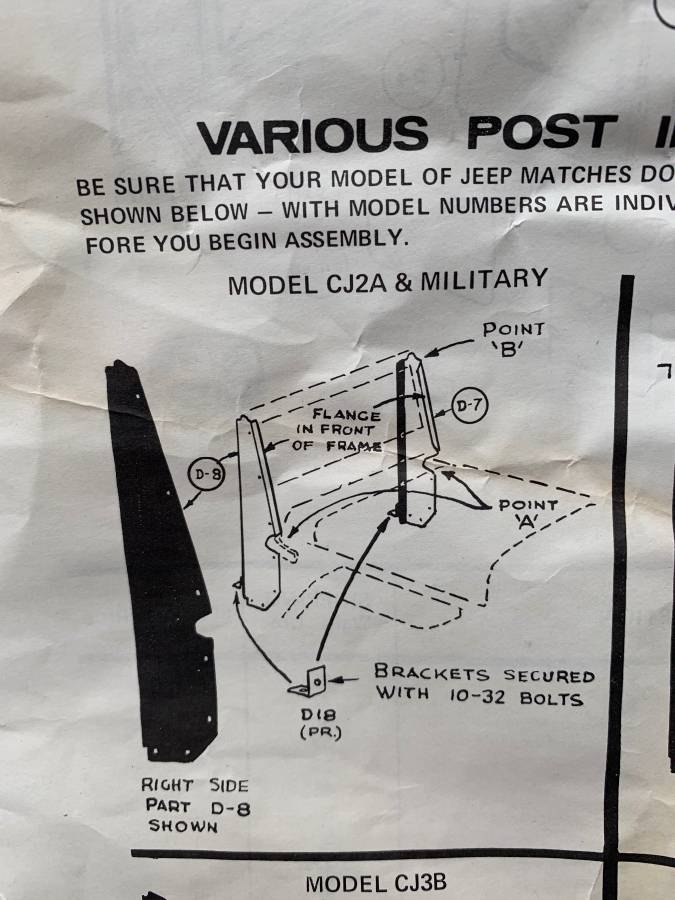 VARIOUS POST
BE SURE THAT YOUR MODEL OF JEEP MATCHES
SHOWN BELOW – WITH MODEL NUMBERS ARE
FORE YOU BEGIN ASSEMBLY.
MODEL CJ2A & MILITARY
POINT
'B'
D-7
FLANGE
IN FRONT
OF FRAME
D-8
POINT
'A'
BRACKETS SECURED
WITH 10-32 BOLTS
D18
(PR.)
RIGHT SIDE
PART D-8
SHOWN
MODEL CJ3B